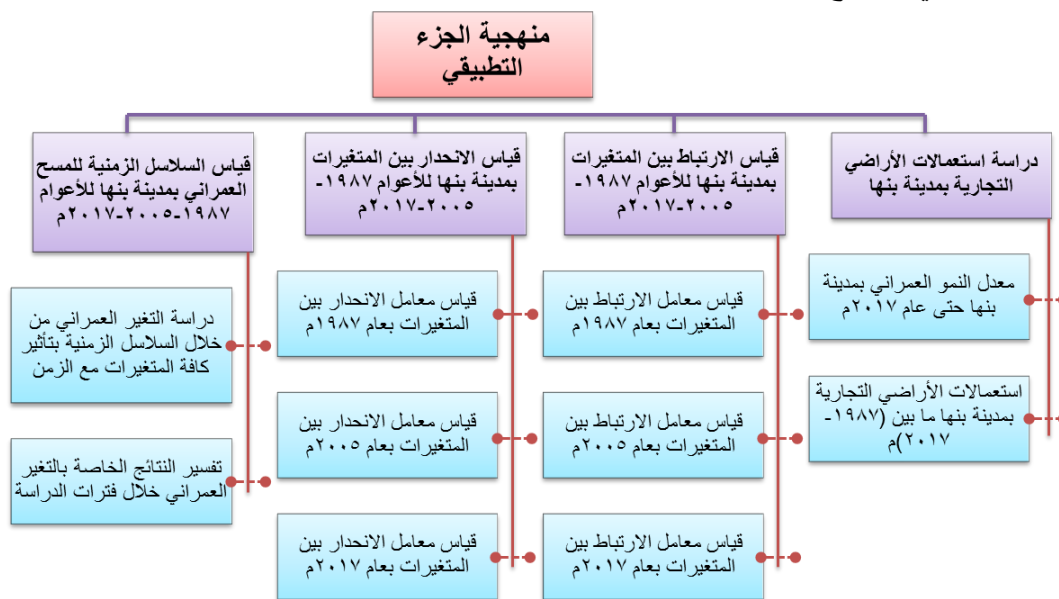 منهجية الجزء
التطبيقي
دراسة استعمالات الأراضي
التجارية بمدينة بنها
معدل النمو العمراني بمدينة
بنها حتى عام ٢٠١٧م
استعمالات الأراضي التجارية
بمدينة بنها ما بين (١٩٨٧-
٢٠١٧)م
قياس الارتباط بين المتغيرات
بمدينة بنها للأعوام ١٩٨٧-
٢٠٠٥-٢٠١٧م
قياس معامل الارتباط بين
المتغيرات بعام ١٩٨٧م
قياس معامل الارتباط بين
المتغيرات بعام ٢٠٠٥م
قياس معامل الارتباط بين
المتغيرات بعام ٢٠١٧م
قياس الانحدار بين المتغيرات
بمدينة بنها للأعوام ١٩٨٧-
٢٠٠٥-٢٠١٧م
قياس معامل الانحدار بين
المتغيرات بعام ١٩٨٧م
قياس معامل الانحدار بين
المتغيرات بعام ٢٠٠٥م
قياس معامل الانحدار بين
المتغيرات بعام ٢٠١٧م
قياس السلاسل الزمنية للمسح
العمراني بمدينة بنها للأعوام
١٩٨٧-٢٠٠٥-٢٠١٧م
دراسة التغير العمراني من
خلال السلاسل الزمنية بتأثير
كافة المتغيرات مع الزمن
تفسير النتائج الخاصة بالتغير
العمراني خلال فترات الدراسة